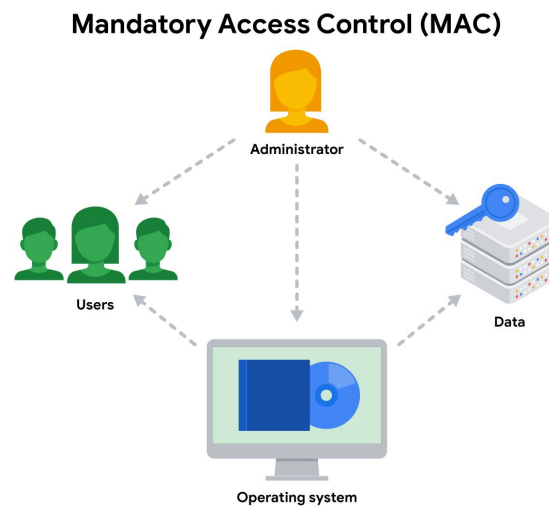 Mandatory Access Control (MAC)
Administrator
Users
Data
Operating system